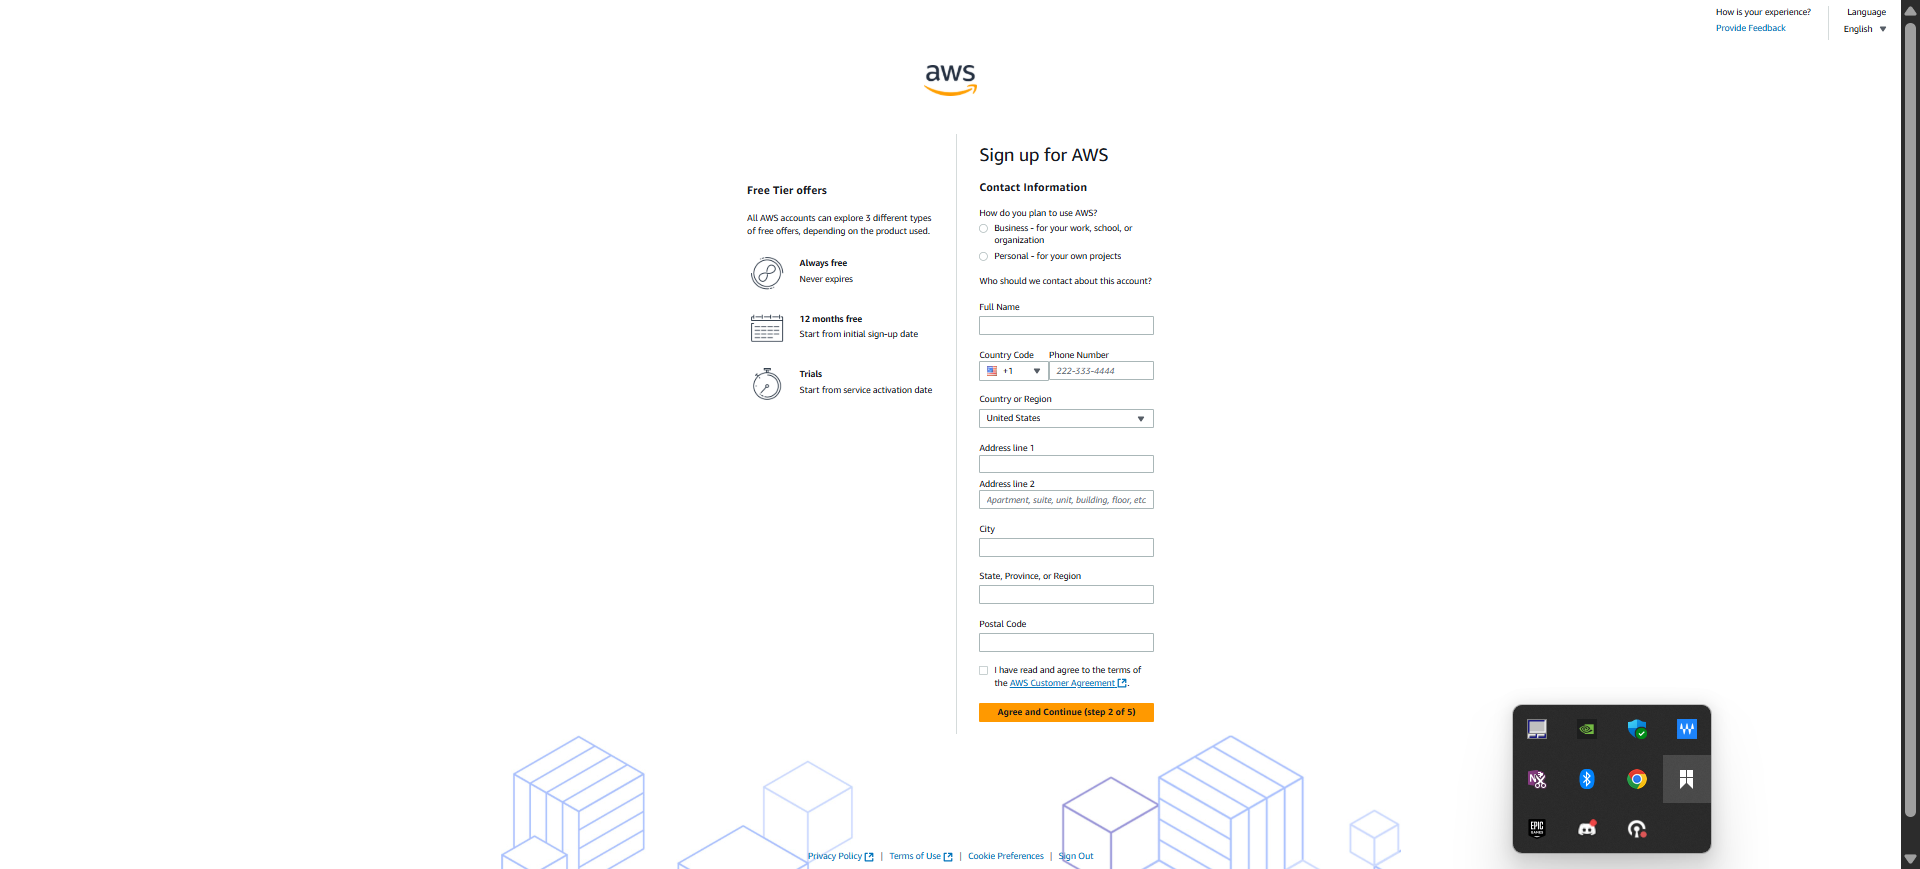 How is your experience?
Provide Feedback
Language
English
aws
Free Tier offers
All AWS accounts can explore 3 different types
of free offers, depending on the product used.
Always free
Never expires
12 months free
Start from initial sign-up date
Trials
Start from service activation date
Sign up for AWS
Contact Information
How do you plan to use AWS?
Business - for your work, school, or
organization
Personal - for your own projects
Who should we contact about this account?
Full Name
Country Code
Phone Number
+1
222-333-4444
Country or Region
United States
Address line 1
Address line 2
Apartment, suite, unit, building, floor, etc
City
State, Province, or Region
Postal Code
I have read and agree to the terms of
the AWS Customer Agreement.
Agree and Continue (step 2 of 5)
Privacy Policy | Terms of Use | Cookie Preferences | Sign Out
N
EPIC
GAMES